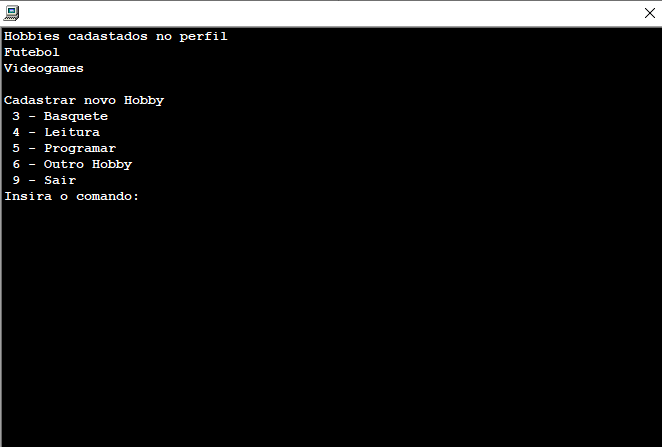 Hobbies cadastados no perfil
Futebol
Videogames
Cadastrar novo Hobby
3 - Basquete
4 - Leitura
5 - Programar
6 - Outro Hobby
9 - Sair
Insira o comando: